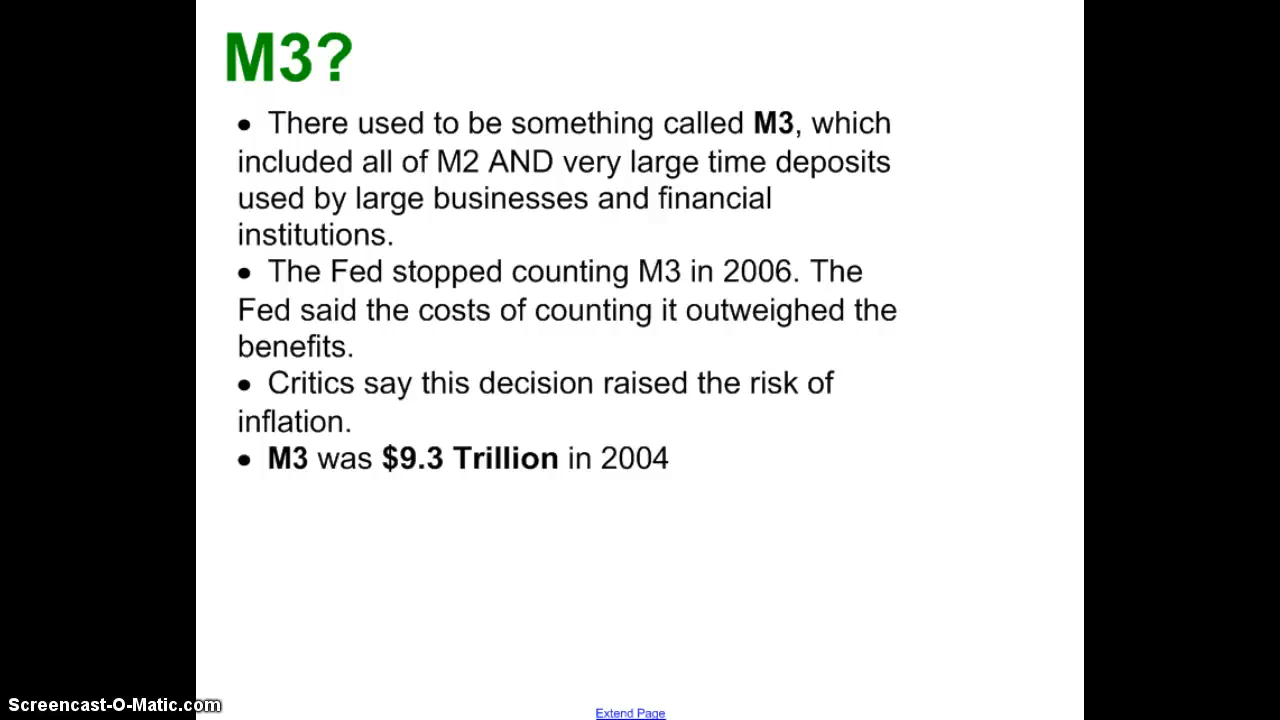 M3?
• There used to be something called M3, which
included all of M2 AND very large time deposits
used by large businesses and financial
institutions.
• The Fed stopped counting M3 in 2006. The
Fed said the costs of counting it outweighed the
benefits.
• Critics say this decision raised the risk of
inflation.
• M3 was $9.3 Trillion in 2004
Screencast-O-Matic.com
Extend Page